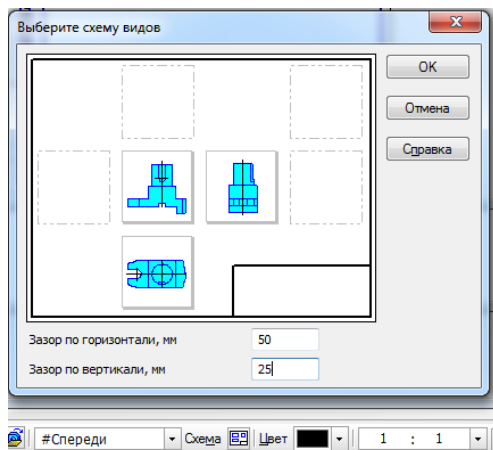 Выберите схему видов
ОК
Отмена
Справка
Зазор по горизонтали, мм 50
Зазор по вертикали, мм 25
#Спереди Схема Цвет 1 : 1